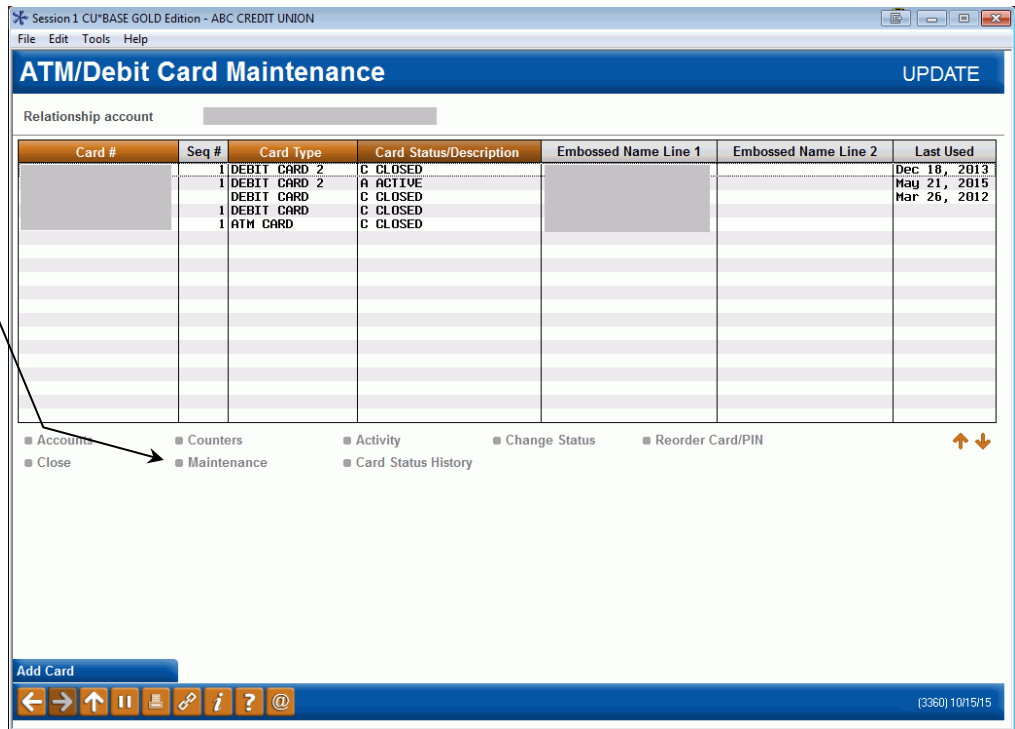 Session 1 CU*BASE GOLD Edition - ABC CREDIT UNION
File Edit Tools Help
ATM/Debit Card Maintenance UPDATE
Relationship account
Card # Seq # Card Type Card Status/Description Embossed Name Line 1 Embossed Name Line 2 Last Used
1 DEBIT CARD 2 C CLOSED Dec 18, 2013
1 DEBIT CARD 2 A ACTIVE May 21, 2015
DEBIT CARD C CLOSED Mar 26, 2012
1 DEBIT CARD C CLOSED
1 ATM CARD C CLOSED
Accounts Counters Activity Change Status Reorder Card/PIN
Close Maintenance Card Status History
Add Card
(3360) 10/15/15